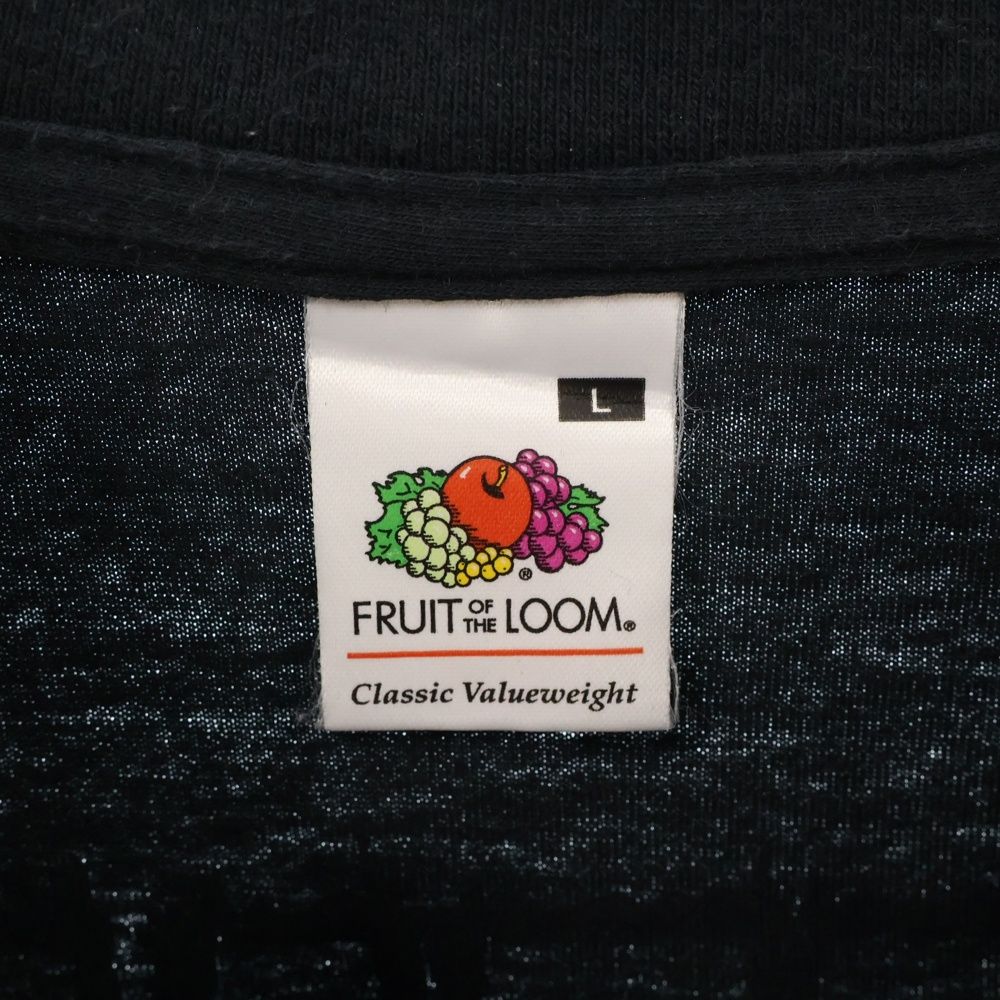 L
®
FRUIT OF THE LOOM®
Classic Valueweight